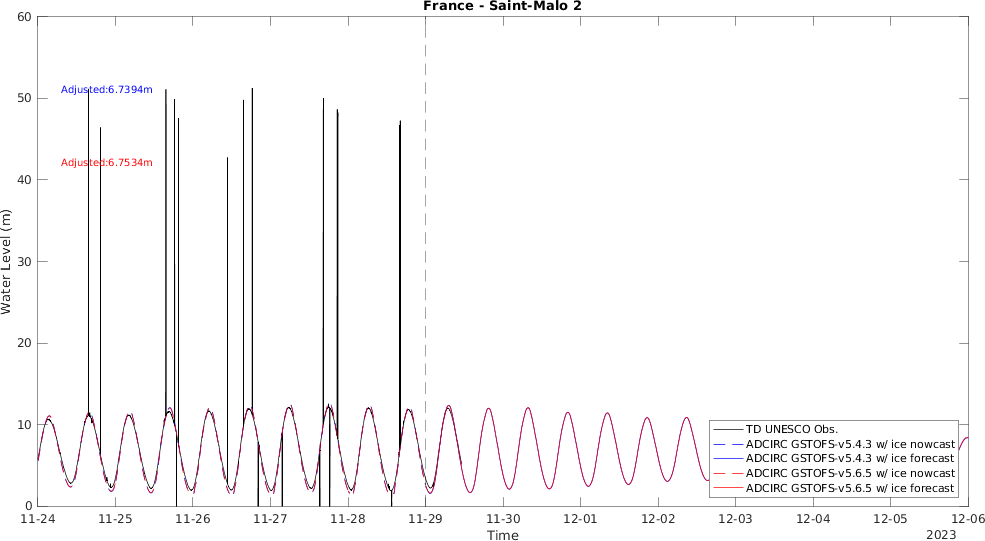 France - Saint-Malo 2
Water Level (m)
60
50
40
30
20
10
0
Adjusted:6.7394m
Adjusted:6.7534m
TD UNESCO Obs.
ADCIRC GSTOFS-v5.4.3 w/ ice nowcast
ADCIRC GSTOFS-v5.4.3 w/ ice forecast
ADCIRC GSTOFS-v5.6.5 w/ ice nowcast
ADCIRC GSTOFS-v5.6.5 w/ ice forecast
11-24 11-25 11-26 11-27 11-28 11-29 11-30 12-01 12-02 12-03 12-04 12-05 12-06
Time
2023